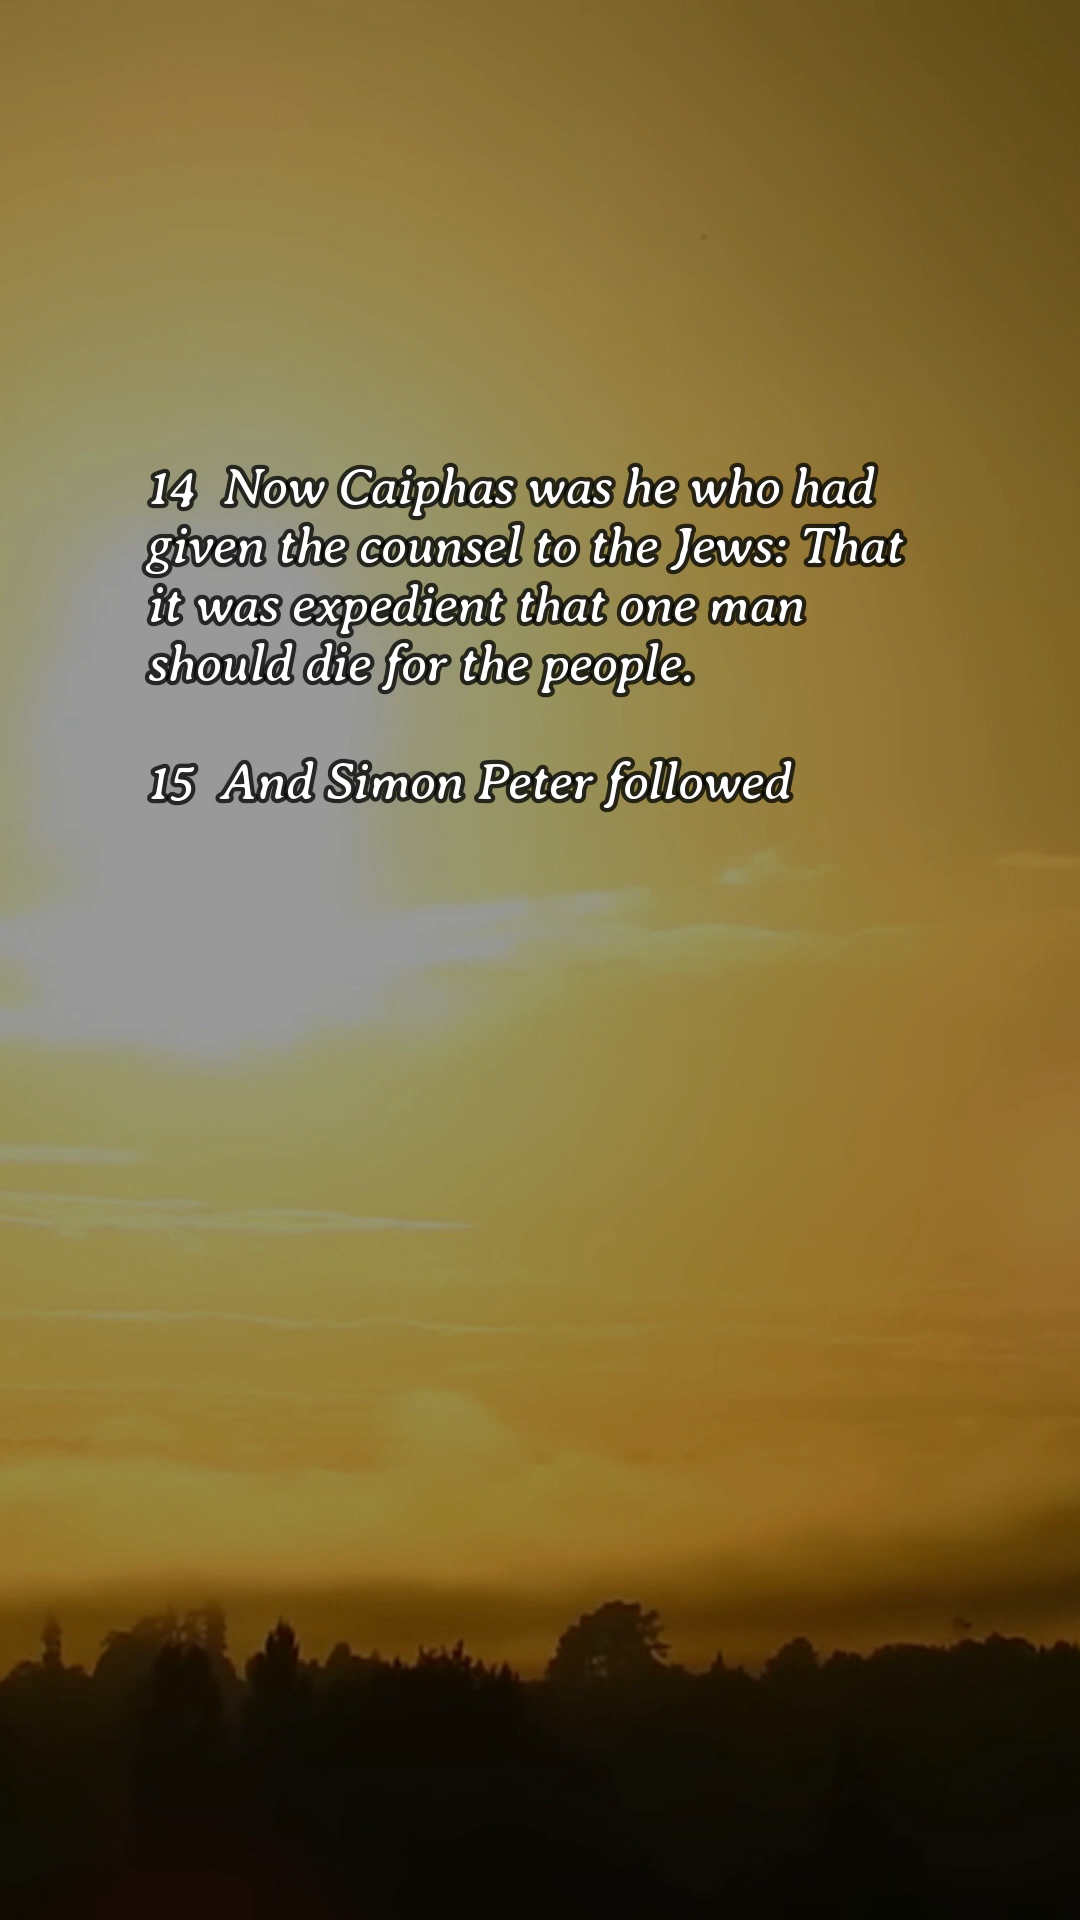 14 Now Caiphas was he who had
given the counsel to the Jews: That
it was expedient that one man
should die for the people.
15 And Simon Peter followed